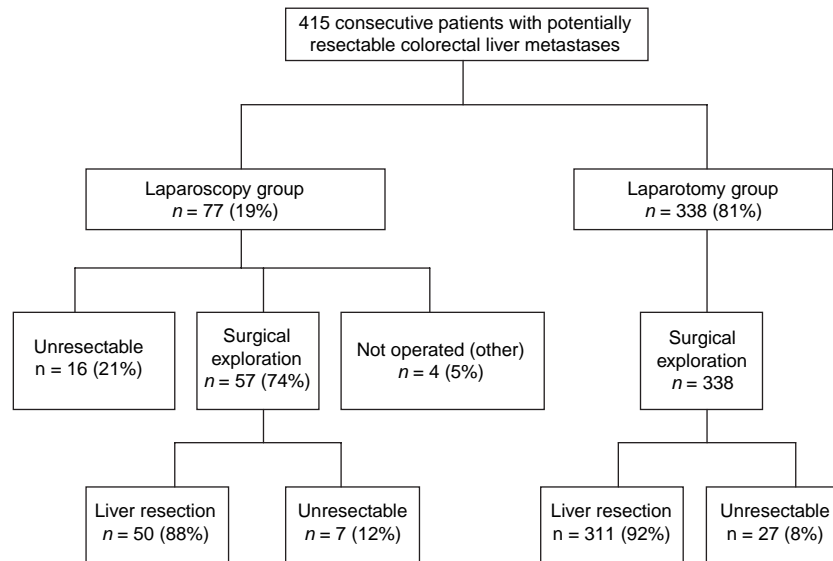 415 consecutive patients with potentially
resectable colorectal liver metastases
Laparoscopy group
n = 77 (19%)
Laparotomy group
n = 338 (81%)
Unresectable
n = 16 (21%)
Surgical
exploration
n = 57 (74%)
Not operated (other)
n = 4 (5%)
Surgical
exploration
n = 338
Liver resection
n = 50 (88%)
Unresectable
n = 7 (12%)
Liver resection
n = 311 (92%)
Unresectable
n = 27 (8%)